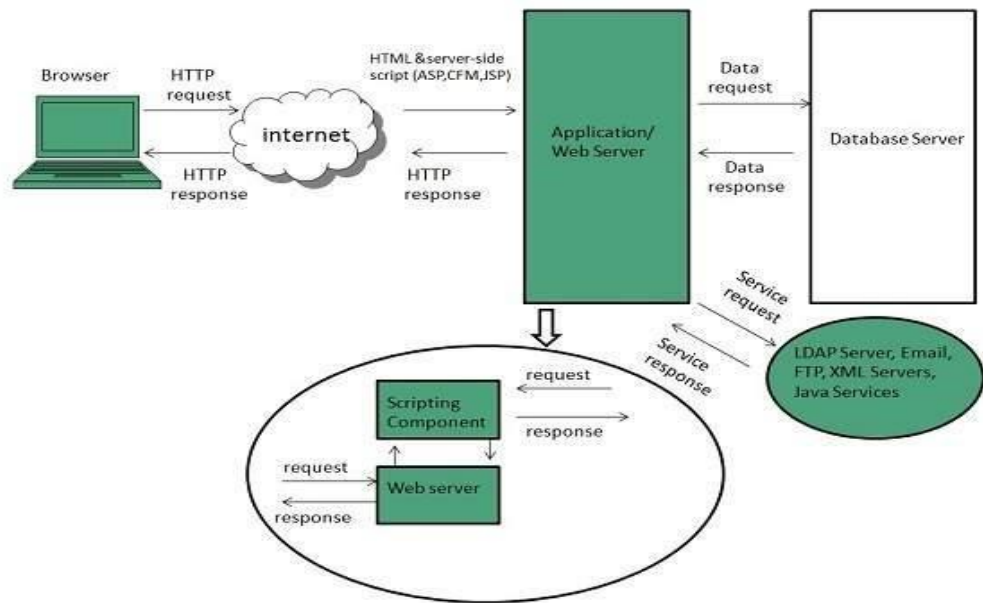 Browser
HTTP
request
HTTP
response
internet
HTML &server-side
script (ASP,CFM,JSP)
HTTP
response
Application/
Web Server
Data
request
Data
response
Database Server
Service
request
Service
response
LDAP Server, Email,
FTP, XML Servers,
Java Services
request
response
Scripting
Component
request
response
Web server